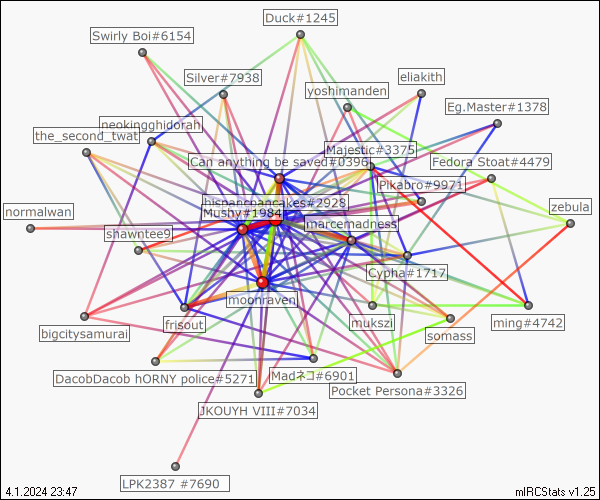 Duck#1245
Swirly Boi#6154
Silver#7938
eliakith
yoshimanden
Eg.Master#1378
neokingghidorah
the_second_twat
Majestic#3375
Can anything be saved#0396
Fedora Stoat#4479
Pikabro#9971
hispanpancakes#2928
normalwan
Mushy#1984
zebula
marcemadness
shawntee9
Cypha#1717
moonraven
frisout
mukszi
ming#4742
bigcitysamurai
somass
DacobDacob hORNY police#5271
Madネコ#6901
Pocket Persona#3326
JKOUYH VIII#7034
LPK2387 #7690
4.1.2024 23:47
mIRCStats v1.25